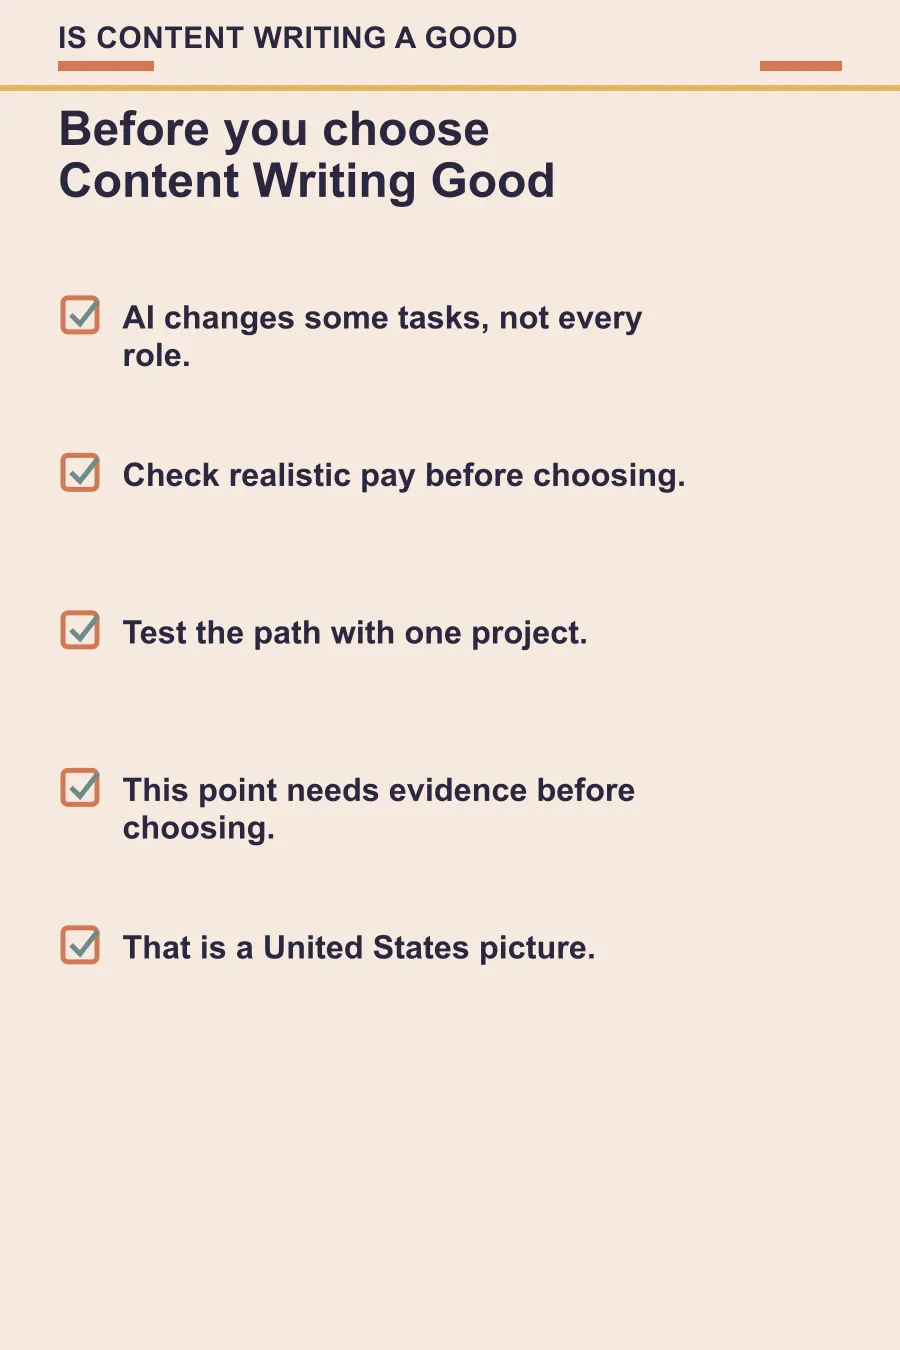 IS CONTENT WRITING A GOOD
Before you choose
Content Writing Good
AI changes some tasks, not every
role.
Check realistic pay before choosing.
Test the path with one project.
This point needs evidence before
choosing.
That is a United States picture.